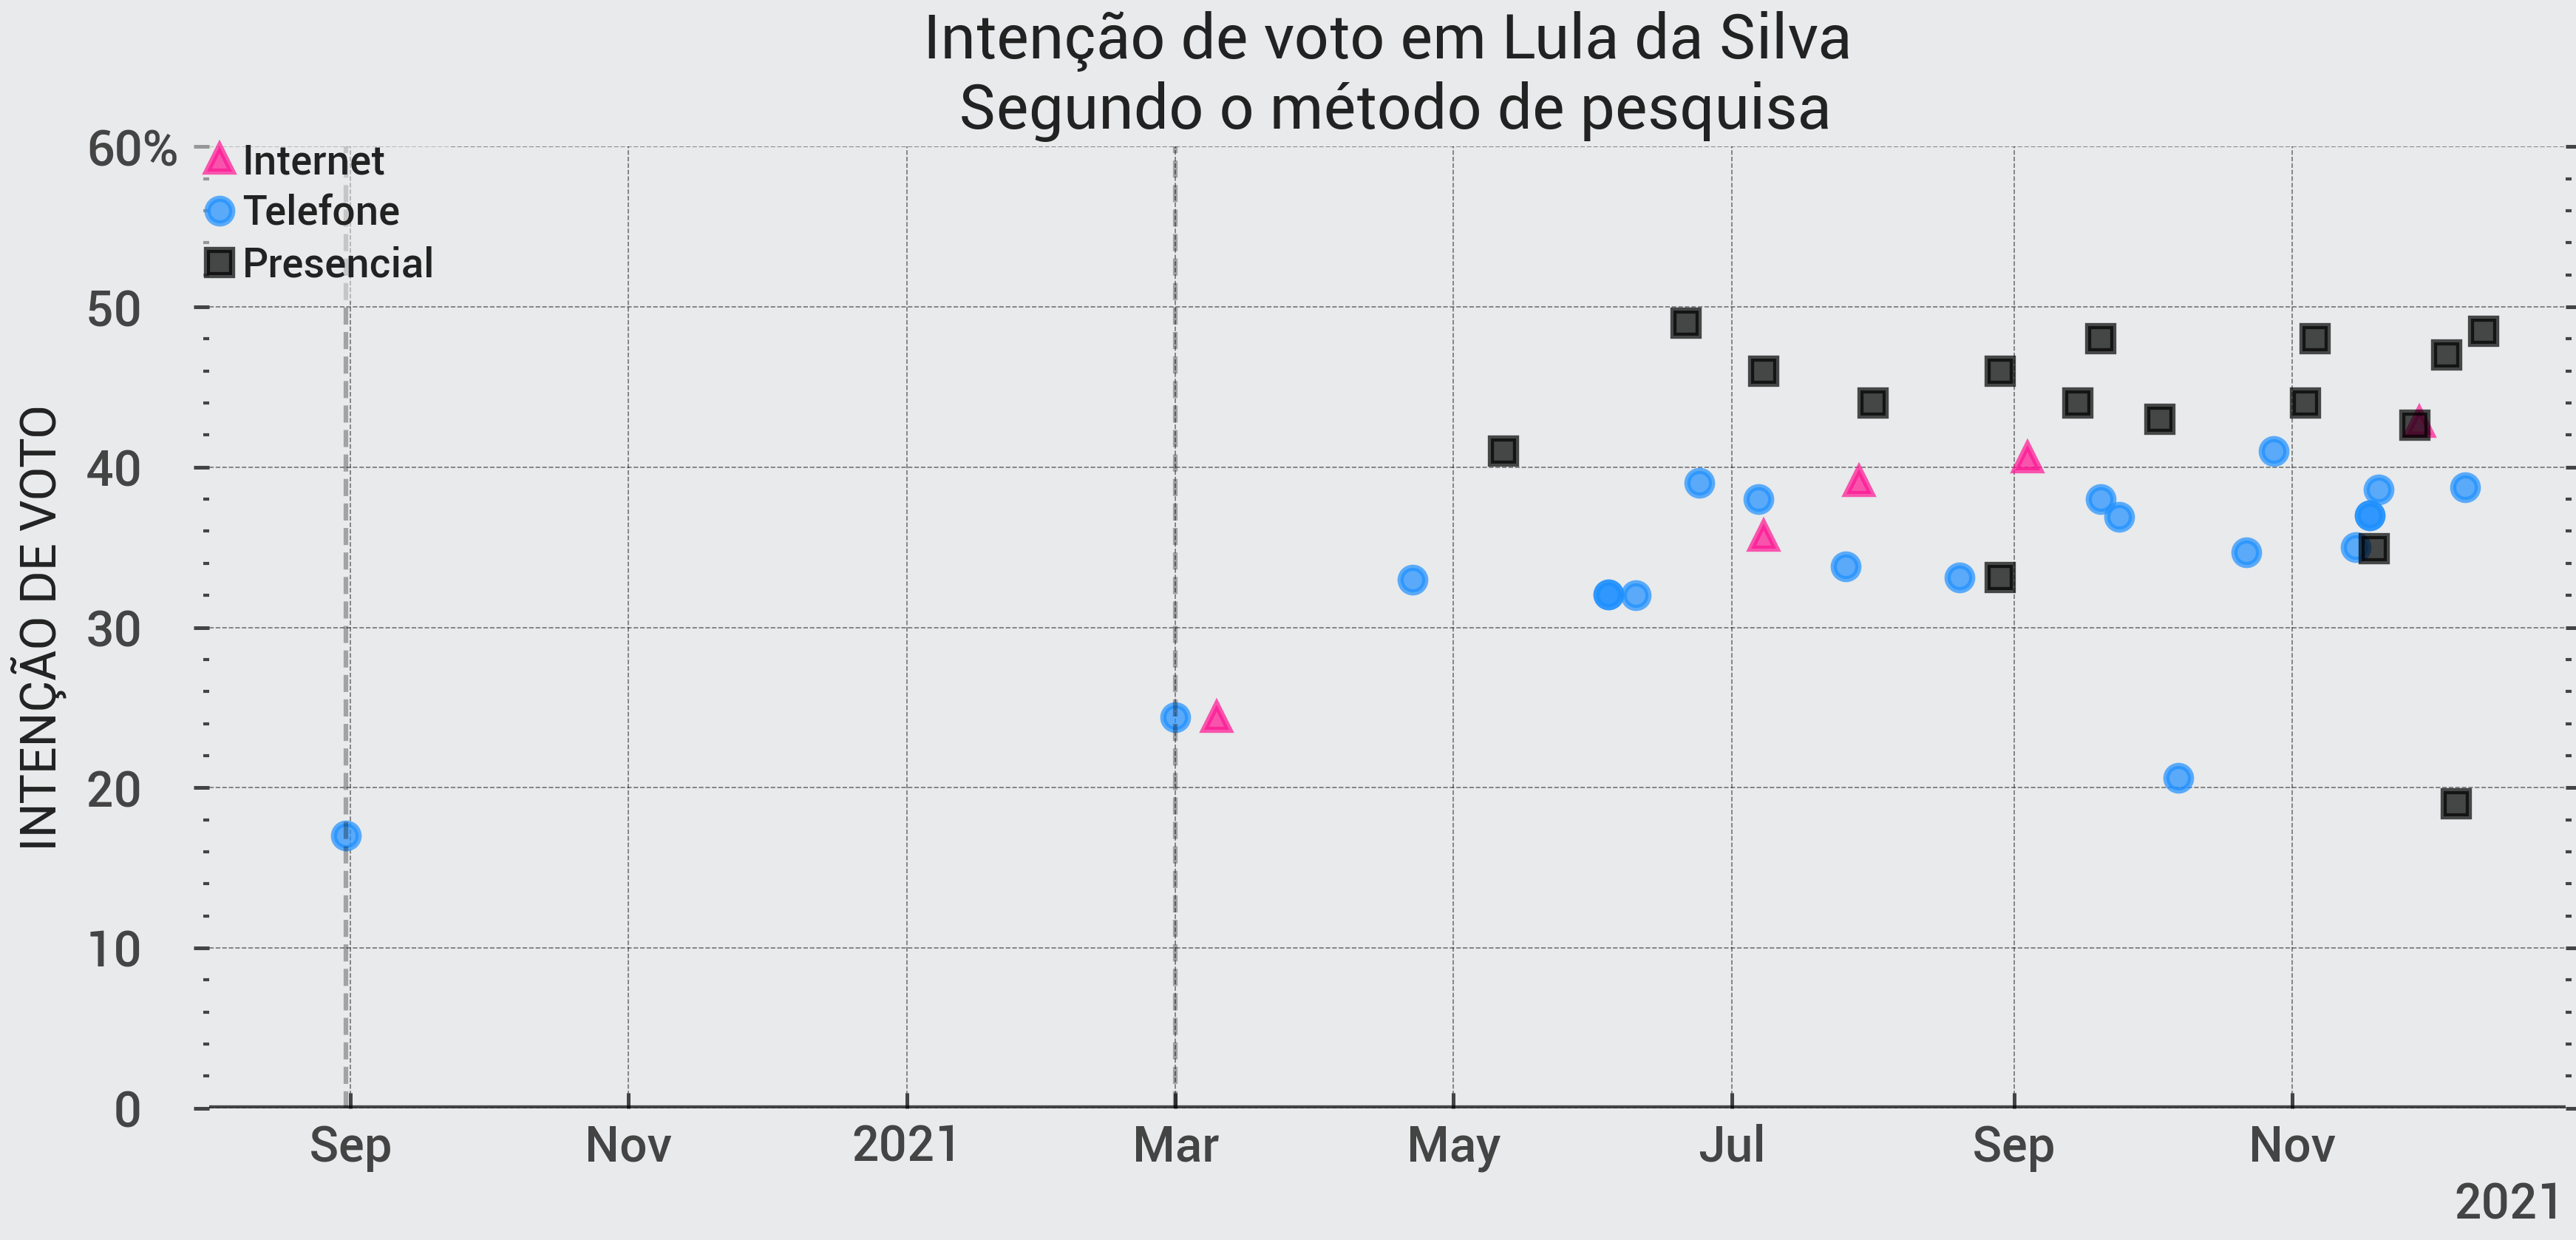 Intenção de voto em Lula da Silva
Segundo o método de pesquisa
Internet
Telefone
Presencial
INTENÇÃO DE VOTO
60%
50
40
30
20
10
0
Sep Nov 2021 Mar May Jul Sep Nov
2021